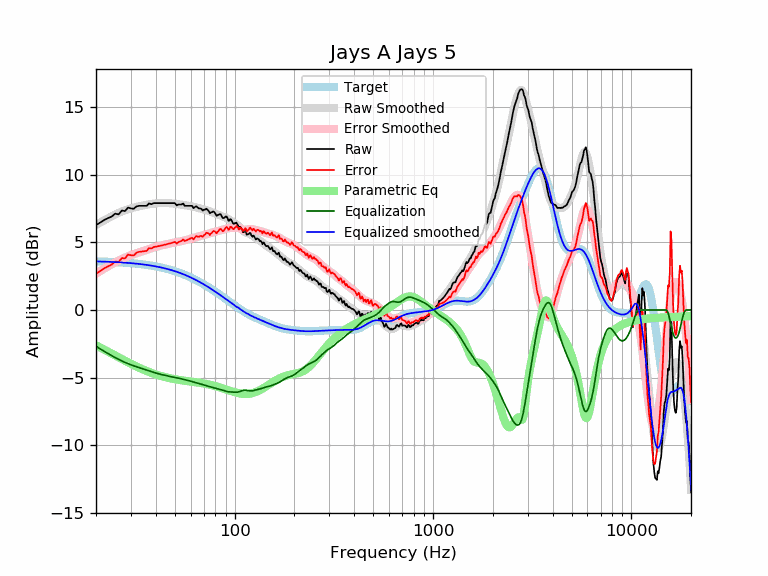 Jays A Jays 5
Target
Raw Smoothed
Error Smoothed
Raw
Error
Parametric Eq
Equalization
Equalized smoothed
15
10
5
0
−5
−10
−15
Amplitude (dBr)
100
1000
10000
Frequency (Hz)